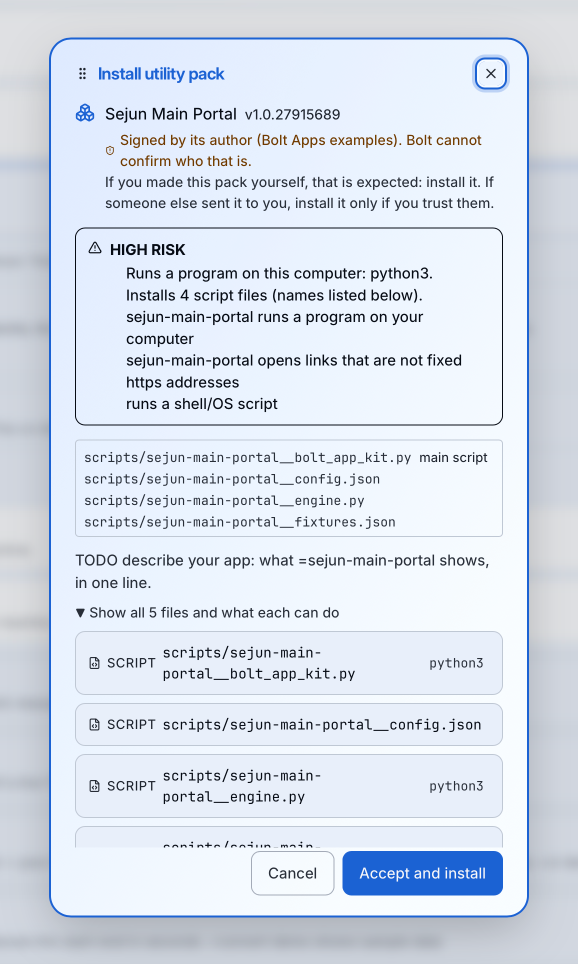 Install utility pack
Sejun Main Portal v1.0.27915689
Signed by its author (Bolt Apps examples). Bolt cannot
confirm who that is.
If you made this pack yourself, that is expected: install it. If
someone else sent it to you, install it only if you trust them.
HIGH RISK
Runs a program on this computer: python3.
Installs 4 script files (names listed below).
sejun-main-portal runs a program on your
computer
sejun-main-portal opens links that are not fixed
https addresses
runs a shell/OS script
scripts/sejun-main-portal__bolt_app_kit.py main script
scripts/sejun-main-portal__config.json
scripts/sejun-main-portal__engine.py
scripts/sejun-main-portal__fixtures.json
TODO describe your app: what =sejun-main-portal shows,
in one line.
▼ Show all 5 files and what each can do
SCRIPT scripts/sejun-main-
portal__bolt_app_kit.py python3
SCRIPT scripts/sejun-main-portal__config.json
SCRIPT scripts/sejun-main-
portal__engine.py python3
scripts/sejun-main-
Cancel Accept and install